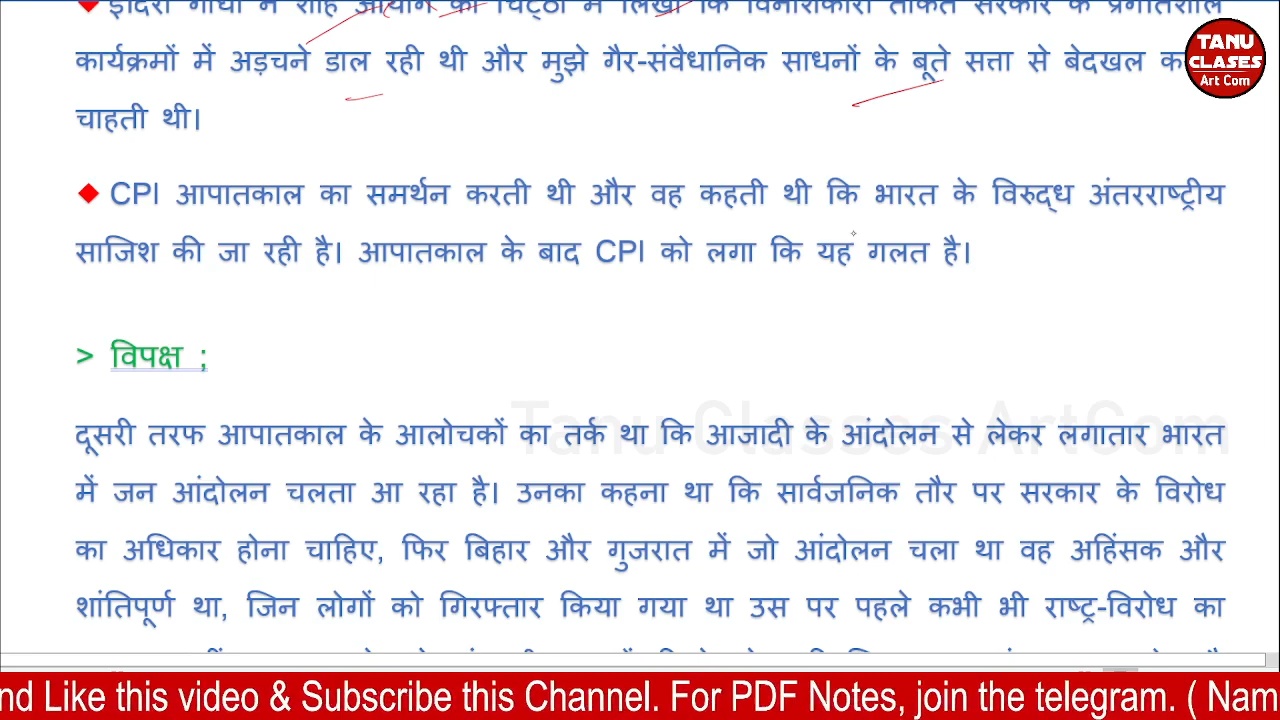 ◆ इंदिरा गांधी ने शाह आयोग को चिट्ठी में लिखा कि विनाशकारी ताकतें सरकार के प्रगतिशील
कार्यक्रमों में अड़चने डाल रही थी और मुझे गैर-संवैधानिक साधनों के बूते सत्ता से बेदखल
चाहती थी।
TANU
CLASES
Art Com
◆ CPI आपातकाल का समर्थन करती थी और वह कहती थी कि भारत के विरुद्ध अंतरराष्ट्रीय
साजिश की जा रही है। आपातकाल के बाद CPI को लगा कि यह गलत है।
> विपक्ष ;
Tanu Classes ArtCom
दूसरी तरफ आपातकाल के आलोचकों का तर्क था कि आजादी के आंदोलन से लेकर लगातार भारत
में जन आंदोलन चलता आ रहा है। उनका कहना था कि सार्वजनिक तौर पर सरकार के विरोध
का अधिकार होना चाहिए, फिर बिहार और गुजरात में जो आंदोलन चला था वह अहिंसक और
शांतिपूर्ण था, जिन लोगों को गिरफ्तार किया गया था उस पर पहले कभी भी राष्ट्र-विरोध का
nd Like this video & Subscribe this Channel. For PDF Notes, join the telegram. ( Nam